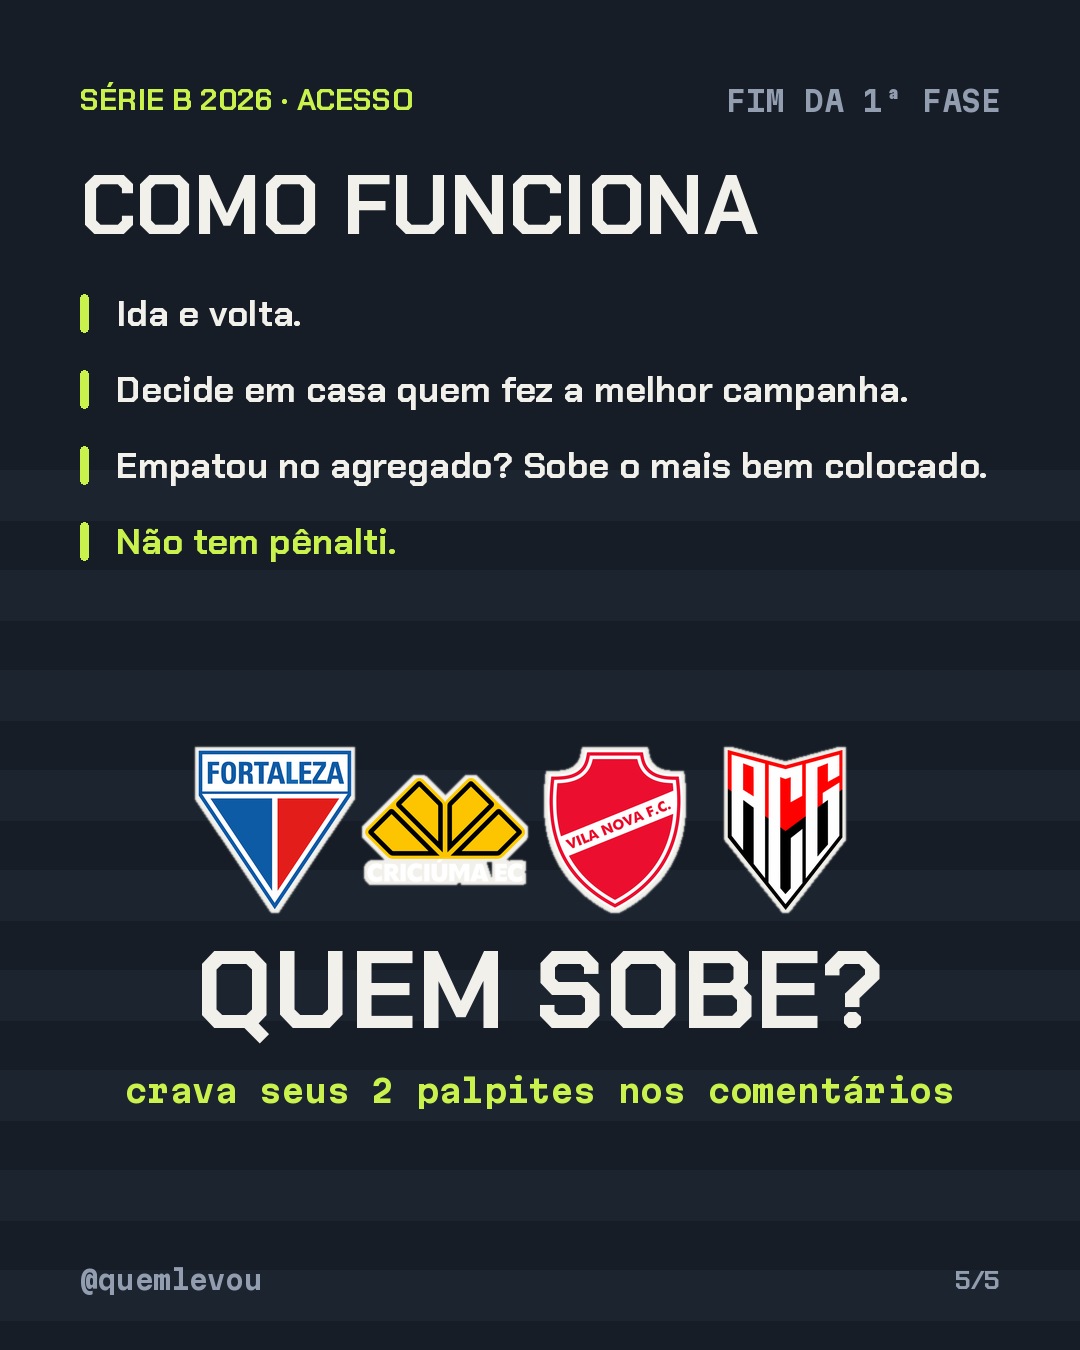 SÉRIE B 2026 · ACESSO
FIM DA 1ª FASE
COMO FUNCIONA
Ida e volta.
Decide em casa quem fez a melhor campanha.
Empatou no agregado? Sobe o mais bem colocado.
Não tem pênalti.
FORTALEZA
CRICIÚMA EC
VILA NOVA F.C.
ACG
QUEM SOBE?
crava seus 2 palpites nos comentários
@quemlevou
5/5